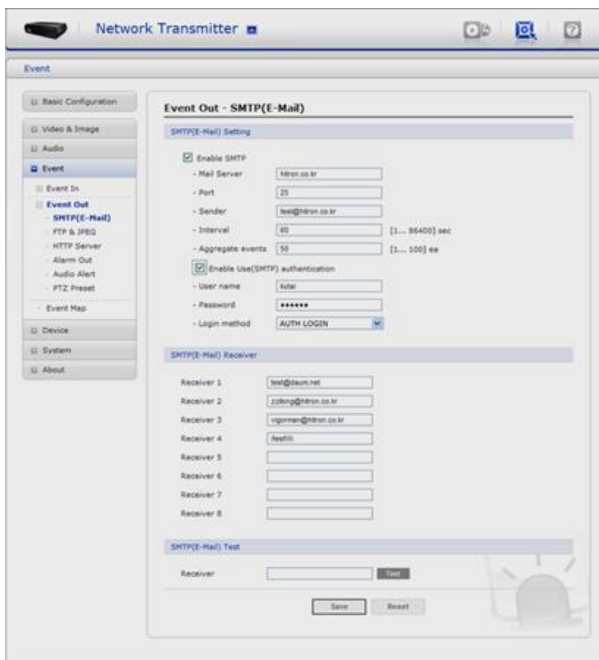 Network Transmitter
Event
Basic Configuration
Video & Image
Audio
Event
Event In
Event Out
SMTP(E-Mail)
FTP & JPEG
HTTP Server
Alarm Out
Audio Alert
PTZ Preset
Event Map
Device
System
About
Event Out - SMTP(E-Mail)
SMTP(E-Mail) Setting
Enable SMTP
- Mail Server hitron.co.kr
- Port 25
- Sender test@hitron.co.kr
- Interval 60 [1... 86400] sec
- Aggregate events 50 [1... 100] ea
Enable Use(SMTP) authentication
- User name
- Password ••••••
- Login method AUTH LOGIN
SMTP(E-Mail) Receiver
Receiver 1 test@daum.net
Receiver 2
Receiver 3 vigorman@hitron.co.kr
Receiver 4
Receiver 5
Receiver 6
Receiver 7
Receiver 8
SMTP(E-Mail) Test
Receiver Test
Save Reset